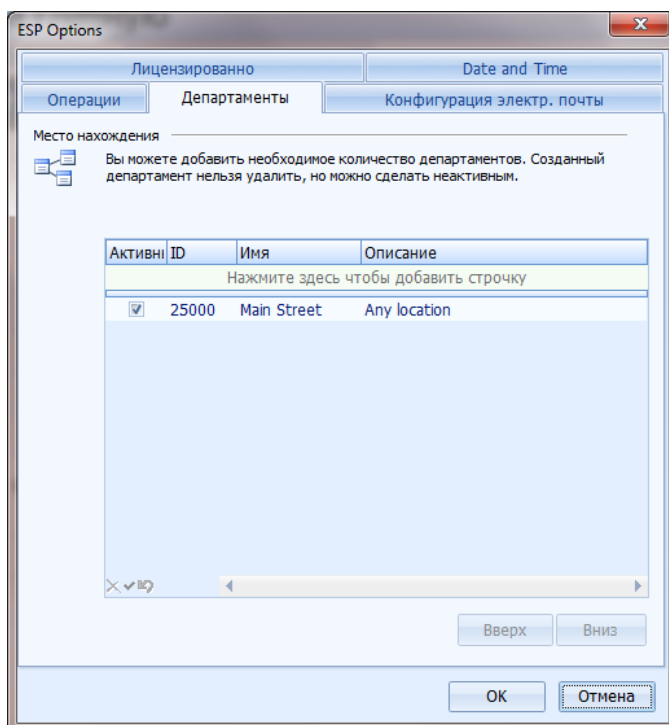 ESP Options
Лицензированно
Date and Time
Операции
Департаменты
Конфигурация электр. почты
Место нахождения
Вы можете добавить необходимое количество департаментов. Созданный
департамент нельзя удалить, но можно сделать неактивным.
Активн ID Имя Описание
Нажмите здесь чтобы добавить строчку
25000 Main Street Any location
Вверх Вниз
OK Отмена